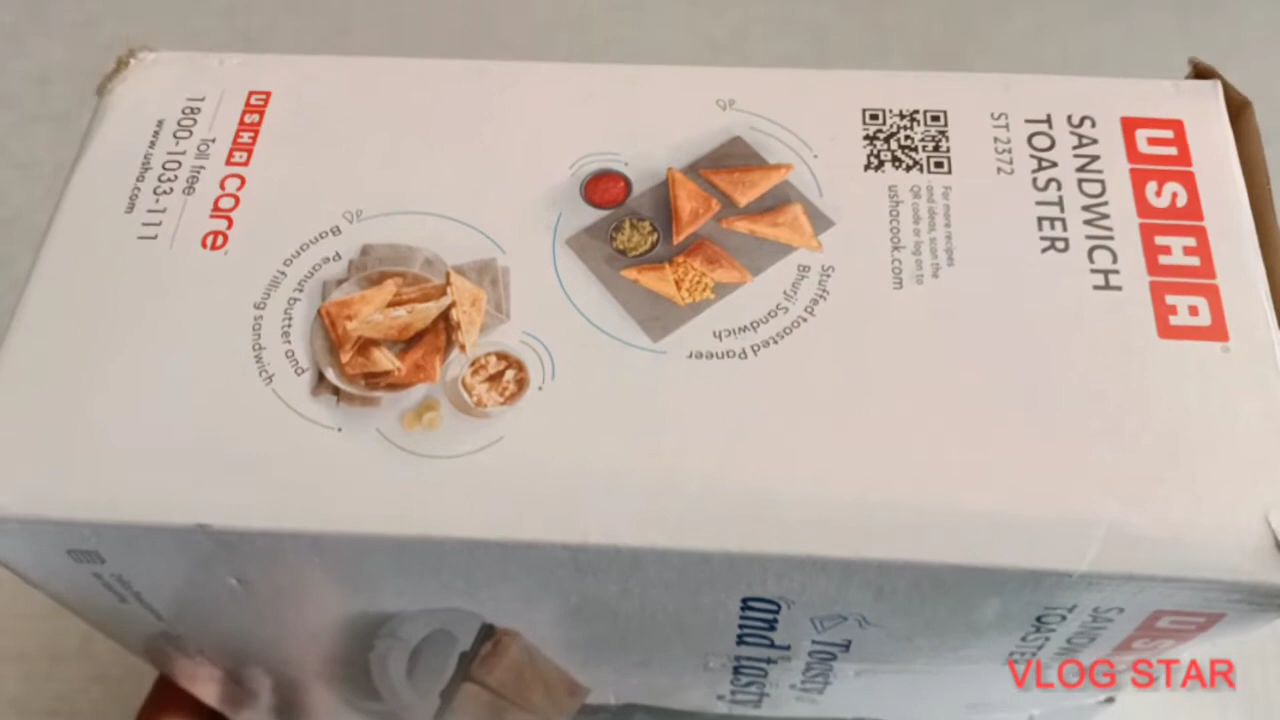 USHA
SANDWICH
TOASTER
ST 2372
For more recipes
and ideas, scan the
QR code or log on to
ushacook.com
Stuffed toasted Paneer
Bhurji Sandwich
Peanut butter and
Banana filling sandwich
USHA care
Toll free
1800-1033-111
www.usha.com
USHA
TOASTER
Toasty
and tasty
VLOG STAR